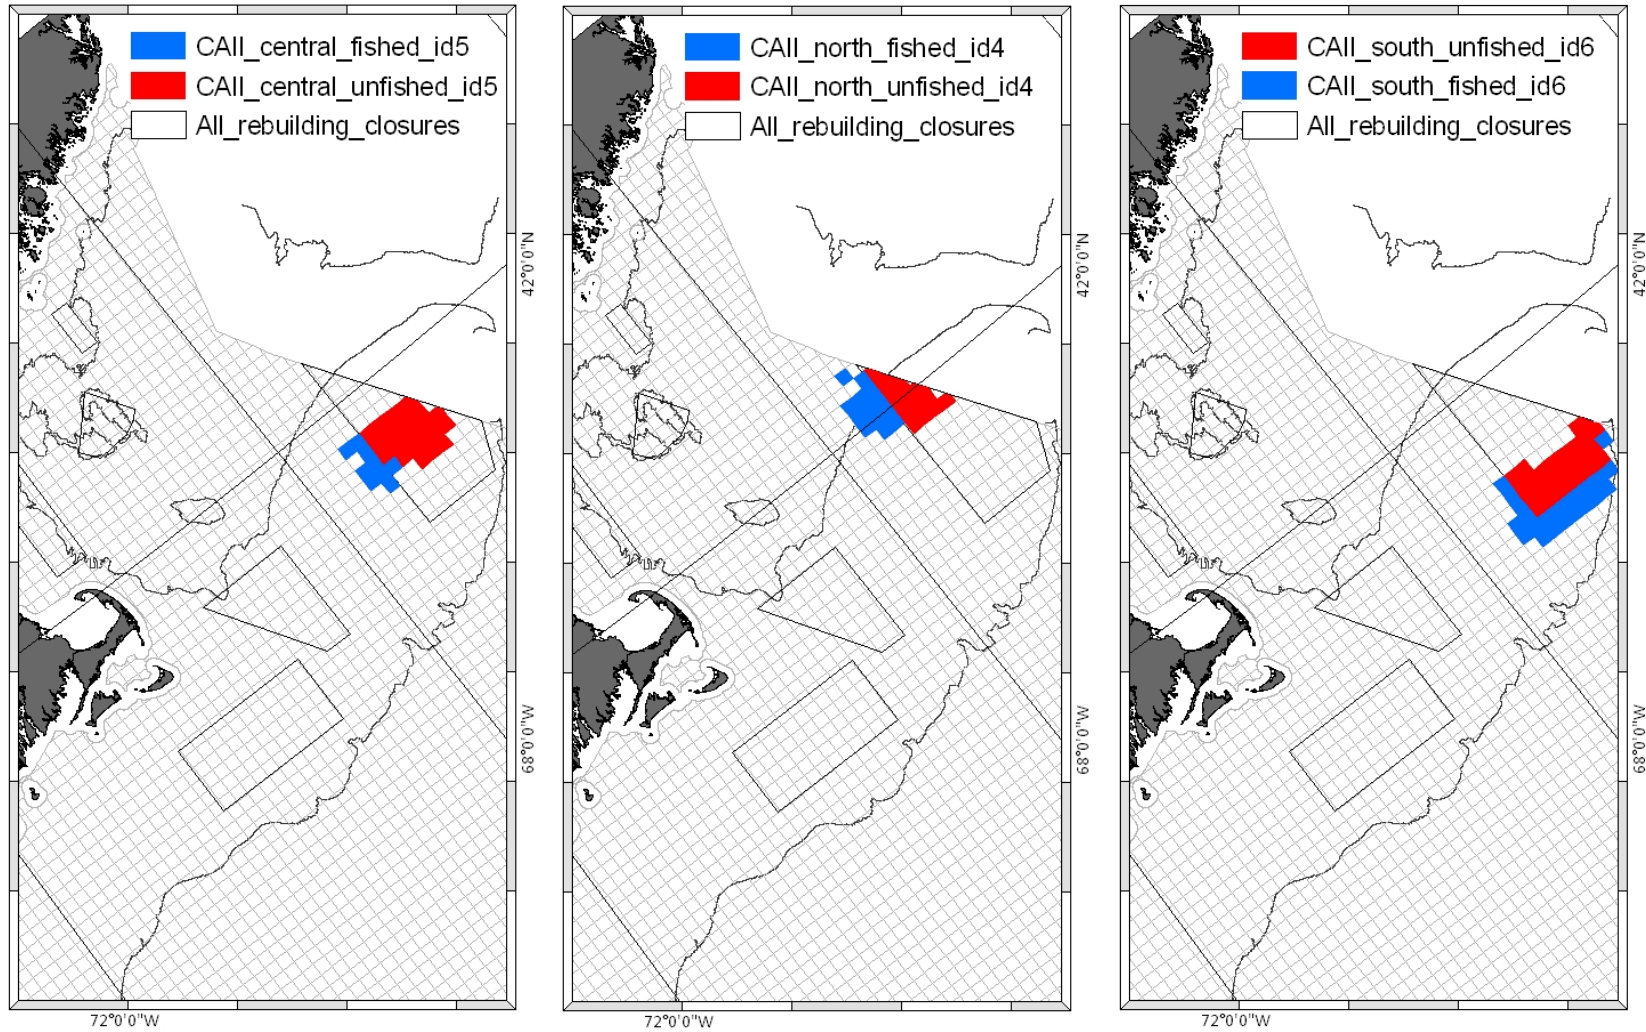 CAII_central_fished_id5
CAII_central_unfished_id5
All_rebuilding_closures
42°0'0"N
68°0'0"W
72°0'0"W
CAII_north_fished_id4
CAII_north_unfished_id4
All_rebuilding_closures
42°0'0"N
68°0'0"W
72°0'0"W
CAII_south_unfished_id6
CAII_south_fished_id6
All_rebuilding_closures
42°0'0"N
68°0'0"W
72°0'0"W